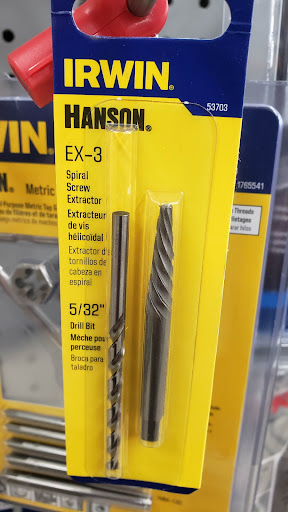 IRWIN®
53703
HANSON®
EX-3
Spiral
Screw
Extractor
Extracteur
de vis
hélicoïdal
Extractor de
tornillos de
cabeza en
espiral
5/32"
Drill Bit
Mèche pour
perceuse
Broca para
taladro
WIN
Metric
1765541